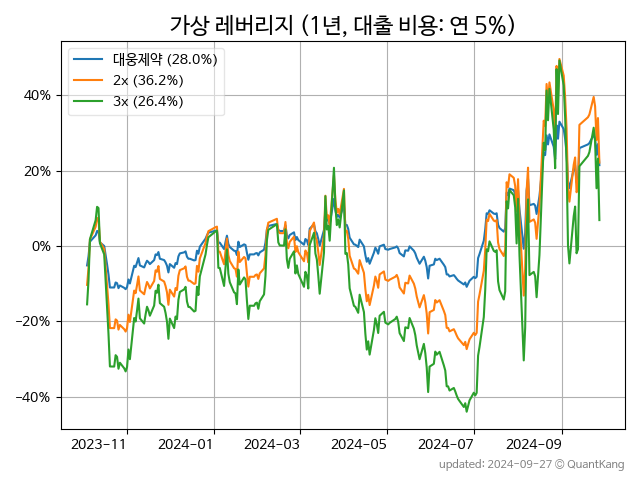 가상 레버리지 (1년, 대출 비용: 연 5%)
대웅제약 (28.0%)
2x (36.2%)
3x (26.4%)
40%
20%
0%
−20%
−40%
2023-11
2024-01
2024-03
2024-05
2024-07
2024-09
updated: 2024-09-27 © QuantKang